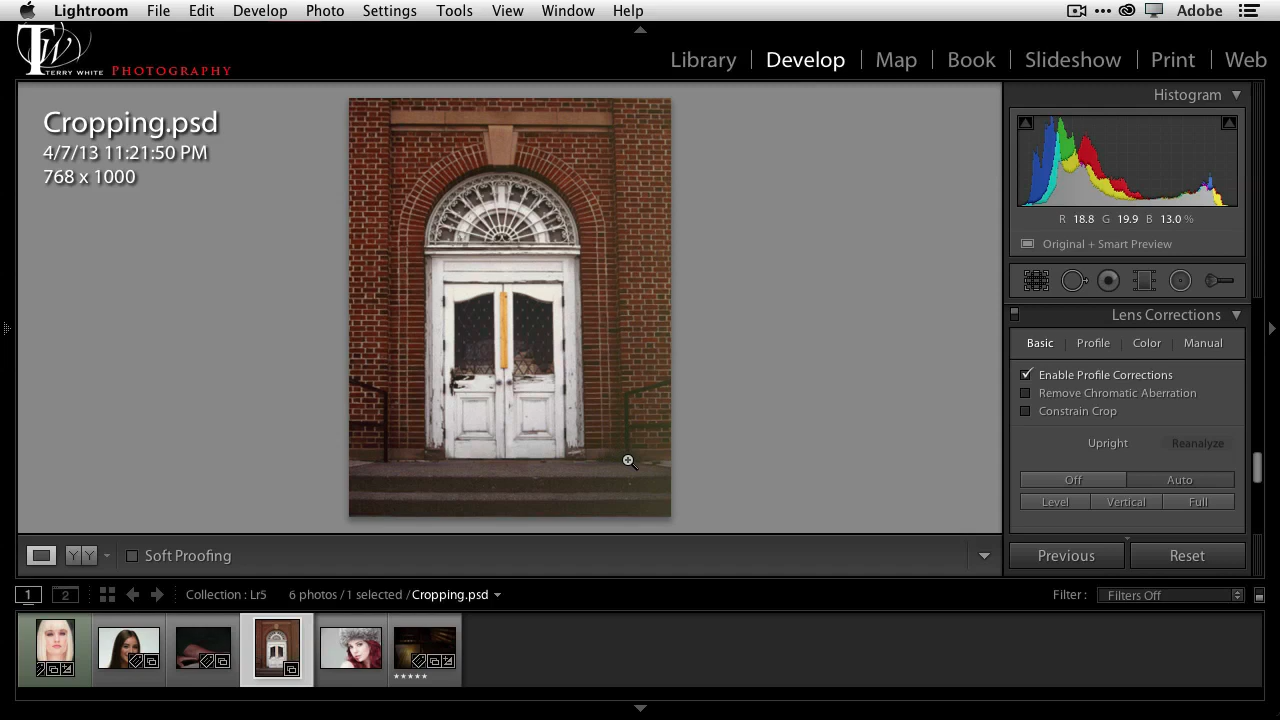 Lightroom File Edit Develop Photo Settings Tools View Window Help Adobe
TW
TERRY WHITE PHOTOGRAPHY
Library Develop Map Book Slideshow Print Web
Cropping.psd
4/7/13 11:21:50 PM
768 x 1000
Histogram
R 18.8 G 19.9 B 13.0 %
Original + Smart Preview
Lens Corrections
Basic Profile Color Manual
Enable Profile Corrections
Remove Chromatic Aberration
Constrain Crop
Upright Reanalyze
Off Auto
Level Vertical Full
Y Y Soft Proofing
Previous Reset
1 2 Collection : Lr5 6 photos / 1 selected / Cropping.psd Filter : Filters Off